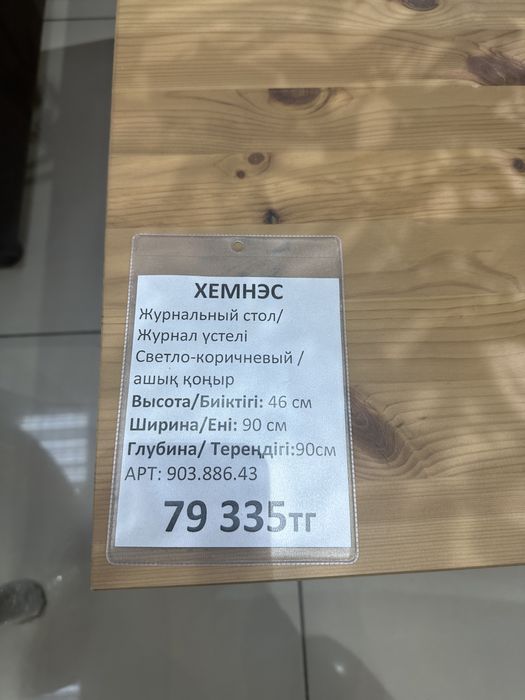 ХЕМНЭС
Журнальный стол/
Журнал үстелі
Светло-коричневый /
ашық қоңыр
Высота/Биіктігі: 46 см
Ширина/Ені: 90 см
Глубина/ Тереңдігі:90см
АРТ: 903.886.43
79 335тг